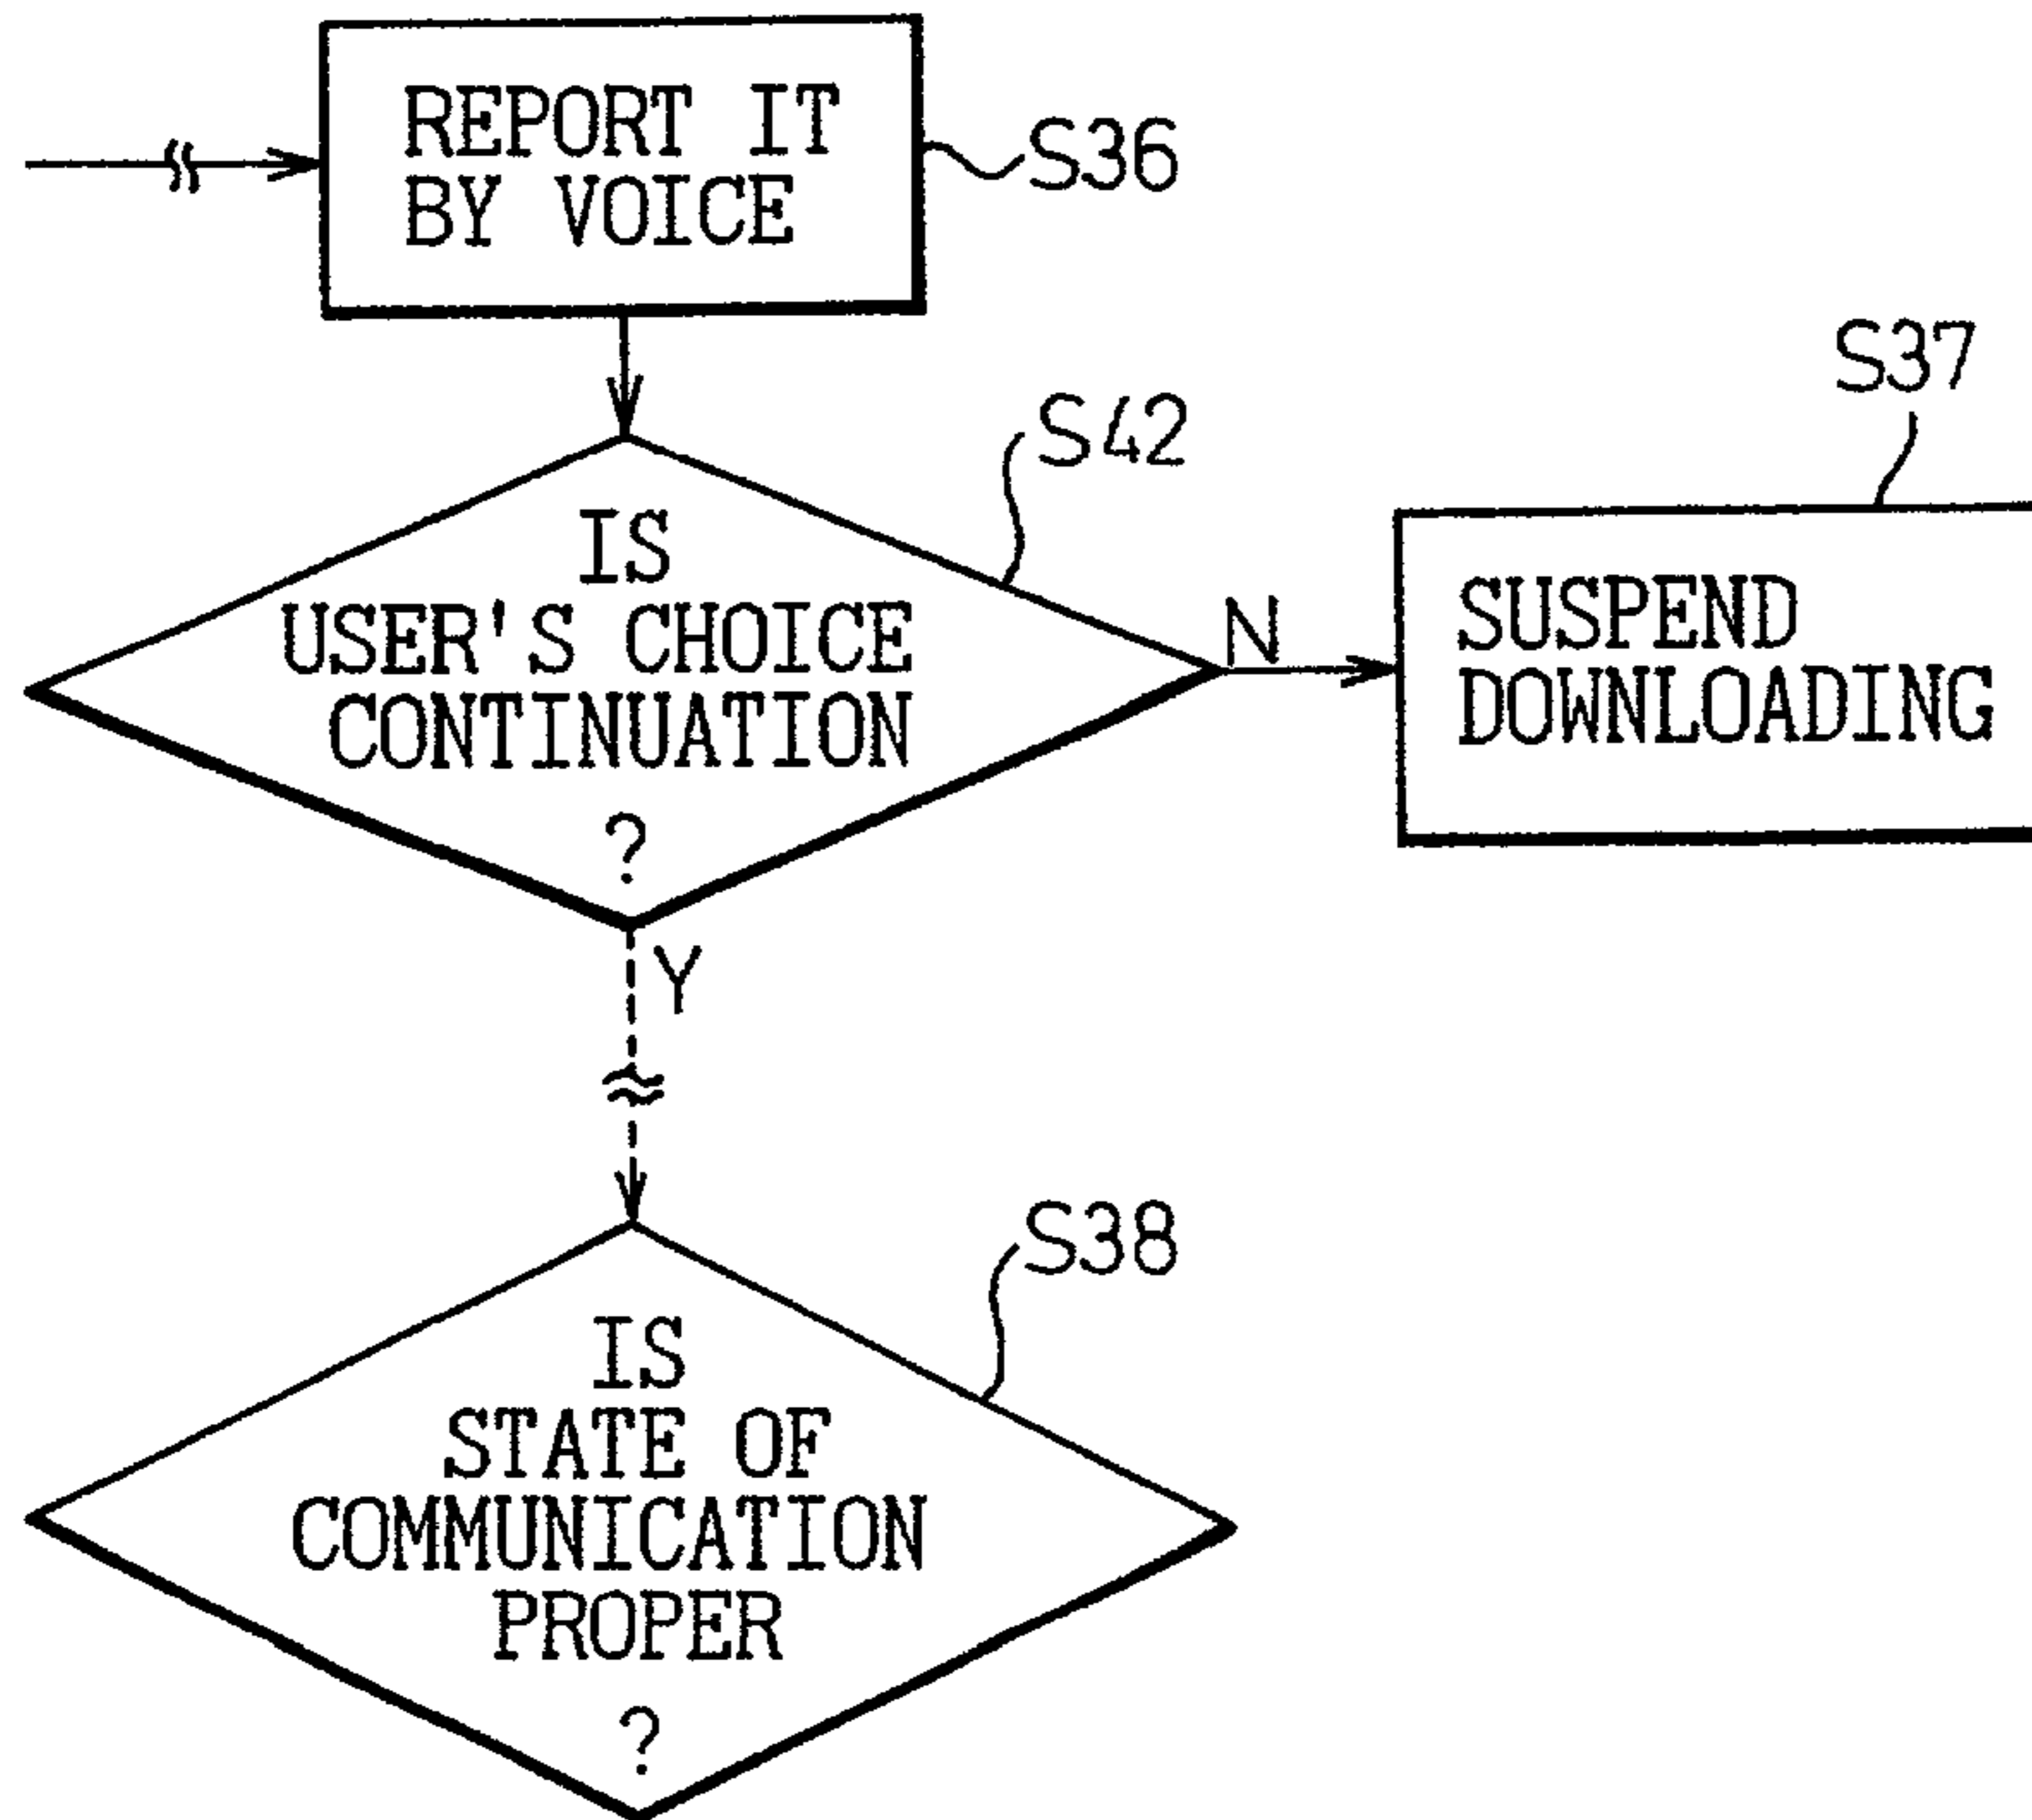 REPORT IT
BY VOICE
S36
S42
S37
IS
USER'S CHOICE
CONTINUATION
?
N
SUSPEND
DOWNLOADING
Y
S38
IS
STATE OF
COMMUNICATION
PROPER
?